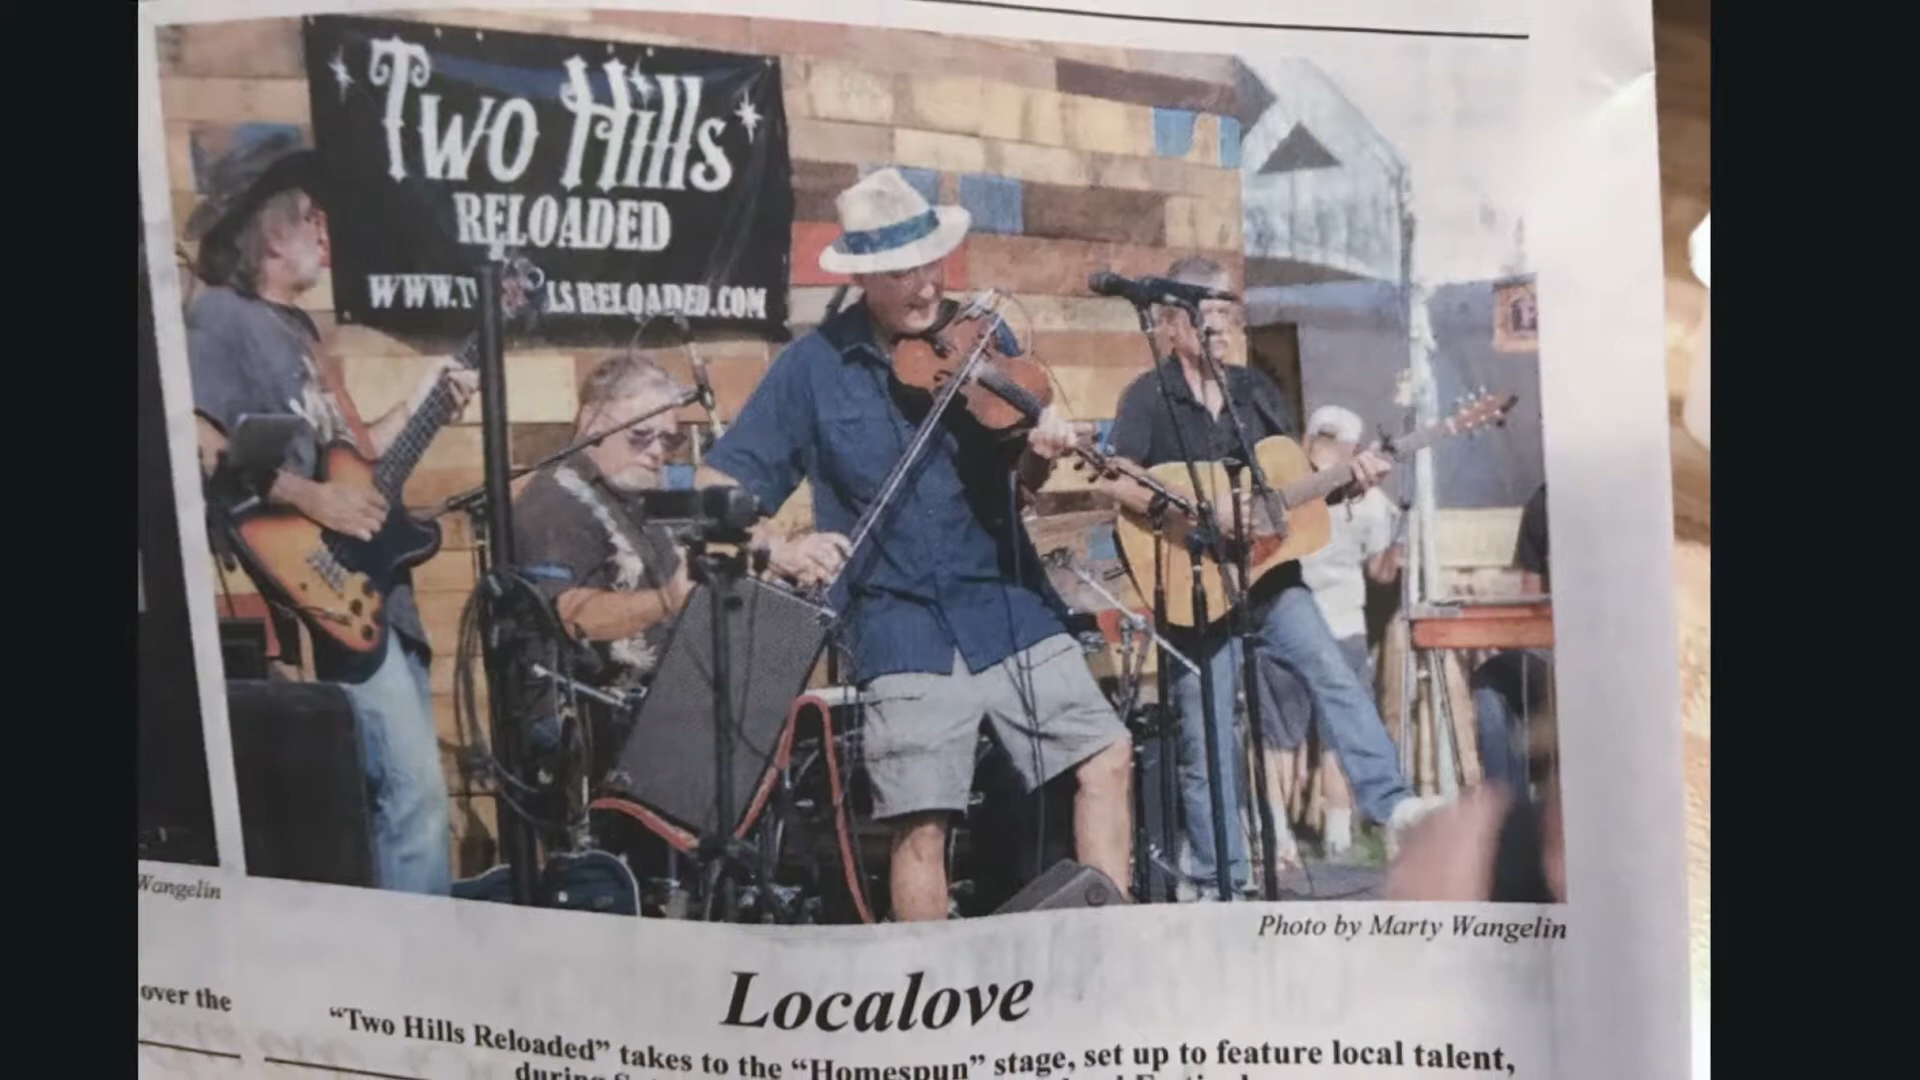 Two Hills
RELOADED
WWW.T LSRELOADED.COM
Wangelin
Photo by Marty Wangelin
Localove
over the
“Two Hills Reloaded” takes to the “Homespun” stage, set up to feature local talent,
during